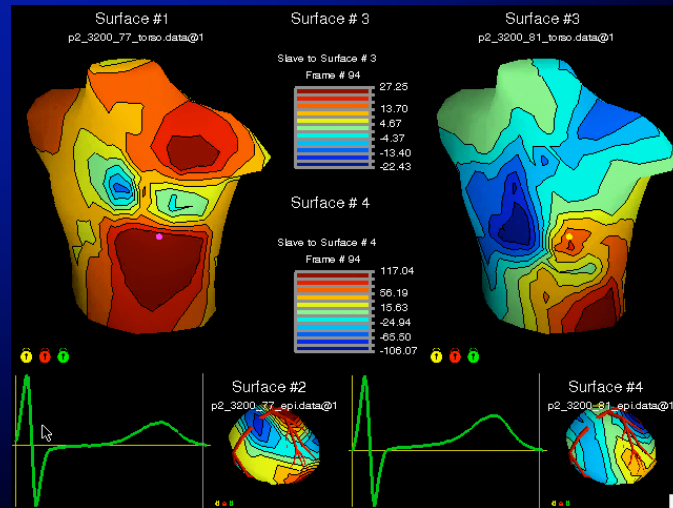 Surface #1
p2_3200_77_torso.data@1
Surface # 3
Slave to Surface # 3
Frame # 94
27.25
13.70
4.67
-4.37
-13.40
-22.43
Surface # 4
Slave to Surface # 4
Frame # 94
117.04
56.19
15.63
-24.94
-65.50
-106.07
Surface #3
p2_3200_81_torso.data@1
Surface #2
p2_3200_77_epi.data@1
Surface #4
p2_3200_81_epi.data@1